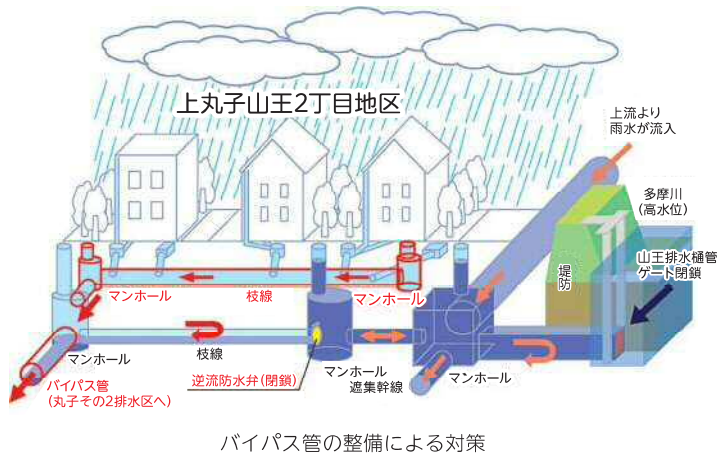 上丸子山王2丁目地区
上流より
雨水が流入
多摩川
(高水位)
山王排水樋管
ゲート閉鎖
堤防
マンホール
枝線
マンホール
マンホール
枝線
逆流防水弁(閉鎖)
マンホール
遮集幹線
マンホール
バイパス管
(丸子その2排水区へ)
バイパス管の整備による対策